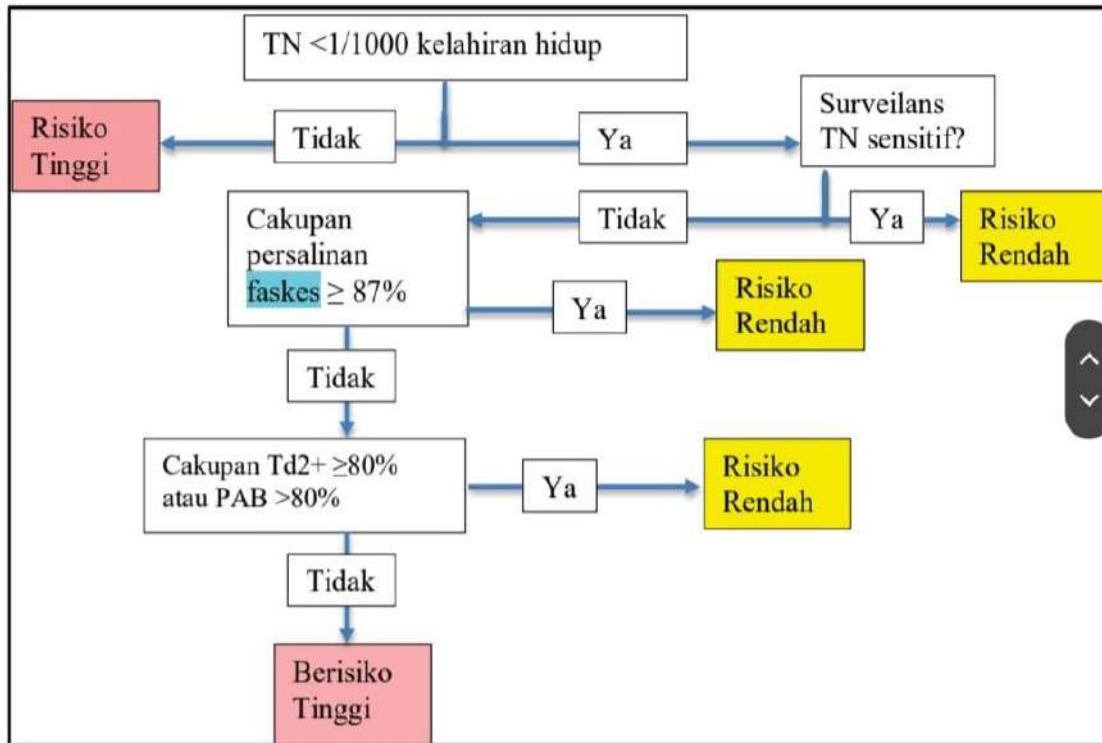 TN <1/1000 kelahiran hidup
Risiko
Tinggi
Tidak
Ya
Surveilans
TN sensitif?
Cakupan
persalinan
faskes ≥ 87%
Tidak
Ya
Risiko
Rendah
Ya
Risiko
Rendah
Tidak
Cakupan Td2+ ≥80%
atau PAB >80%
Ya
Risiko
Rendah
Tidak
Berisiko
Tinggi